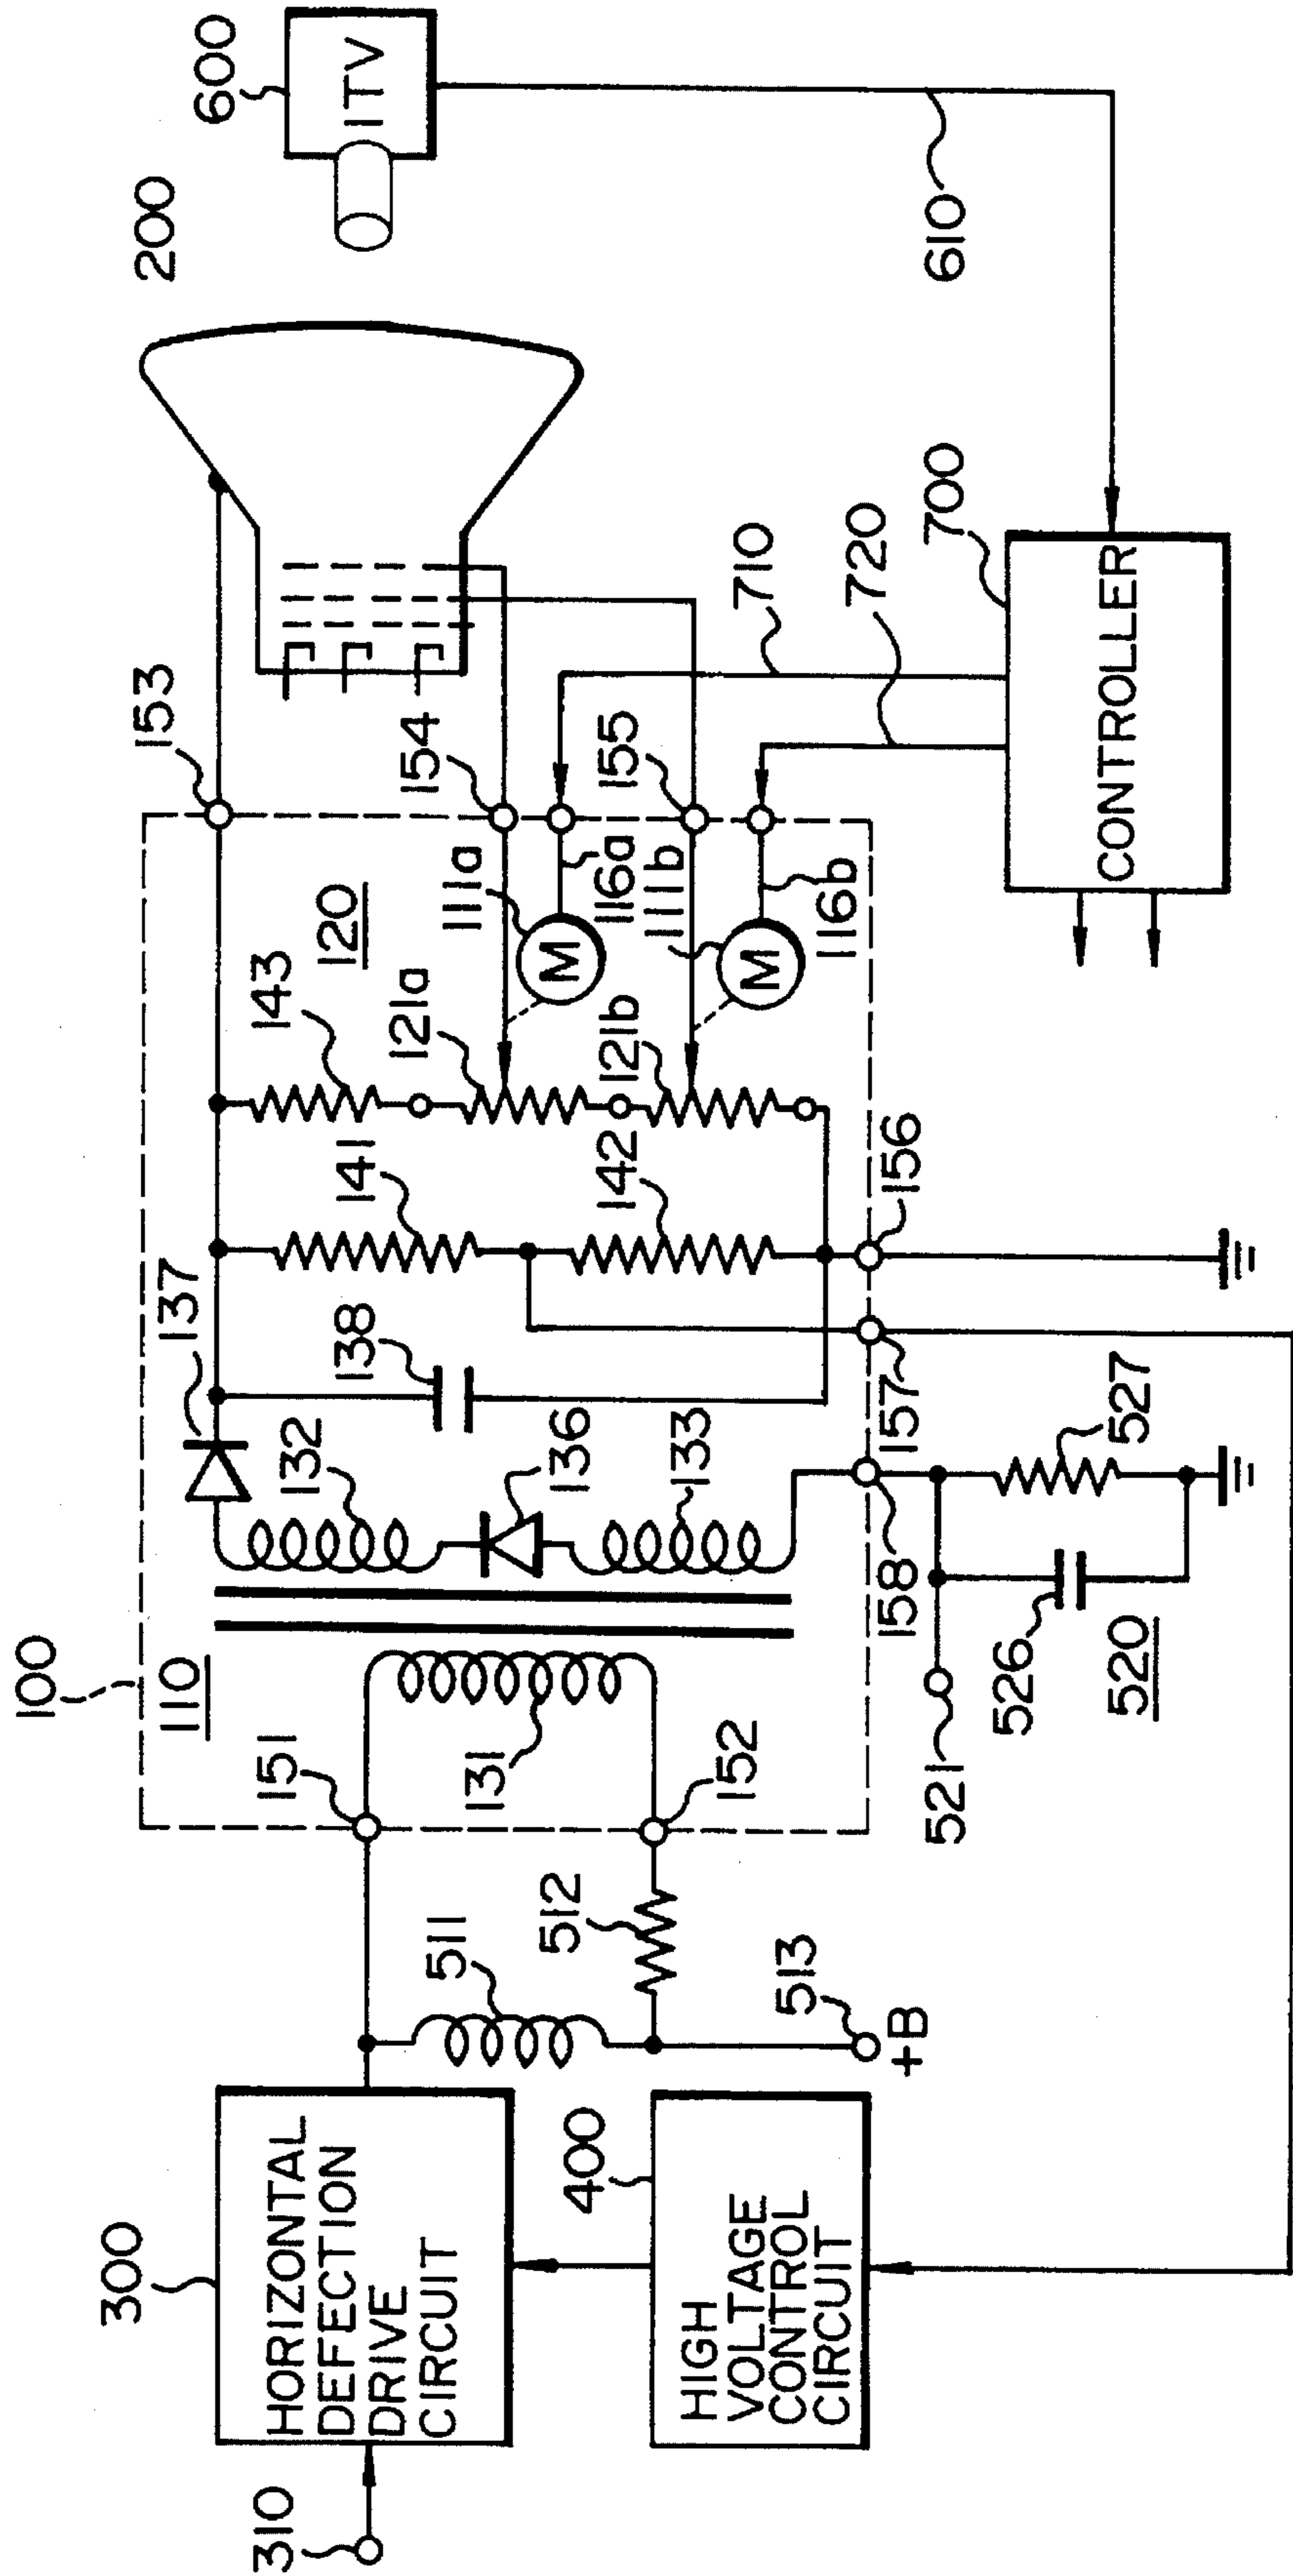 100
110
151
131
152
511
512
513
+B
300
HORIZONTAL
DEFECTION
DRIVE
CIRCUIT
310
400
HIGH
VOLTAGE
CONTROL
CIRCUIT
137
132
136
133
138
141
142
143
120
121a
121b
111a
M
116a
111b
M
116b
153
154
155
156
157
158
521
526
520
527
200
600
ITV
610
710
720
700
CONTROLLER